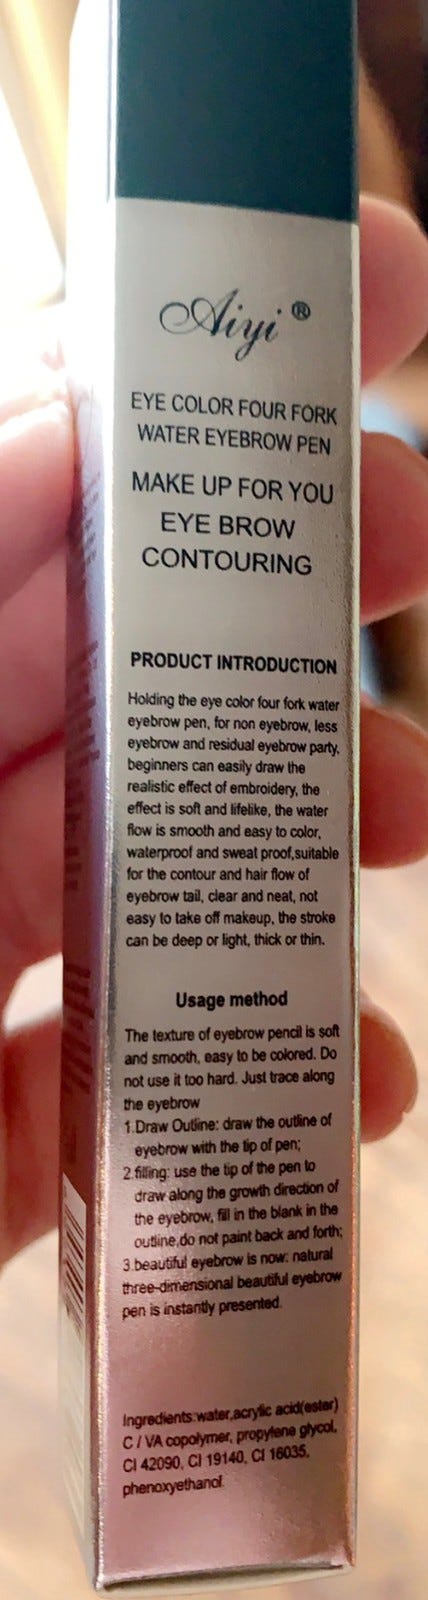 Aiyi ®
EYE COLOR FOUR FORK
WATER EYEBROW PEN
MAKE UP FOR YOU
EYE BROW
CONTOURING
PRODUCT INTRODUCTION
Holding the eye color four fork water
eyebrow pen, for non eyebrow, less
eyebrow and residual eyebrow party,
beginners can easily draw the
realistic effect of embroidery, the
effect is soft and lifelike, the water
flow is smooth and easy to color,
waterproof and sweat proof,suitable
for the contour and hair flow of
eyebrow tail, clear and neat, not
easy to take off makeup, the stroke
can be deep or light, thick or thin.
Usage method
The texture of eyebrow pencil is soft
and smooth, easy to be colored. Do
not use it too hard. Just trace along
the eyebrow
1.Draw Outline: draw the outline of
eyebrow with the tip of pen;
2.filling: use the tip of the pen to
draw along the growth direction of
the eyebrow, fill in the blank in the
outline,do not paint back and forth;
3.beautiful eyebrow is now: natural
three-dimensional beautiful eyebrow
pen is instantly presented.
Ingredients:water,acrylic acid(ester)
C / VA copolymer, propylene glycol,
CI 42090, CI 19140, CI 16035,
phenoxyethanol.